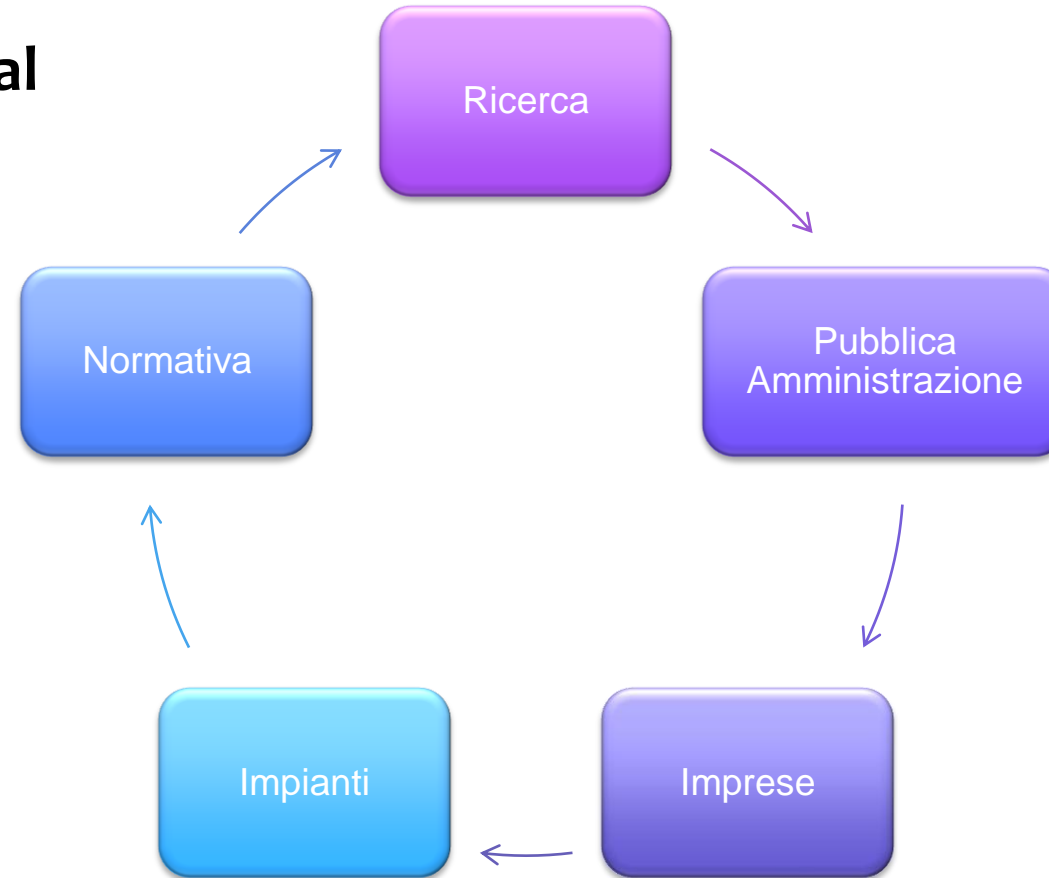 al
Ricerca
Normativa
Pubblica
Amministrazione
Impianti
Imprese